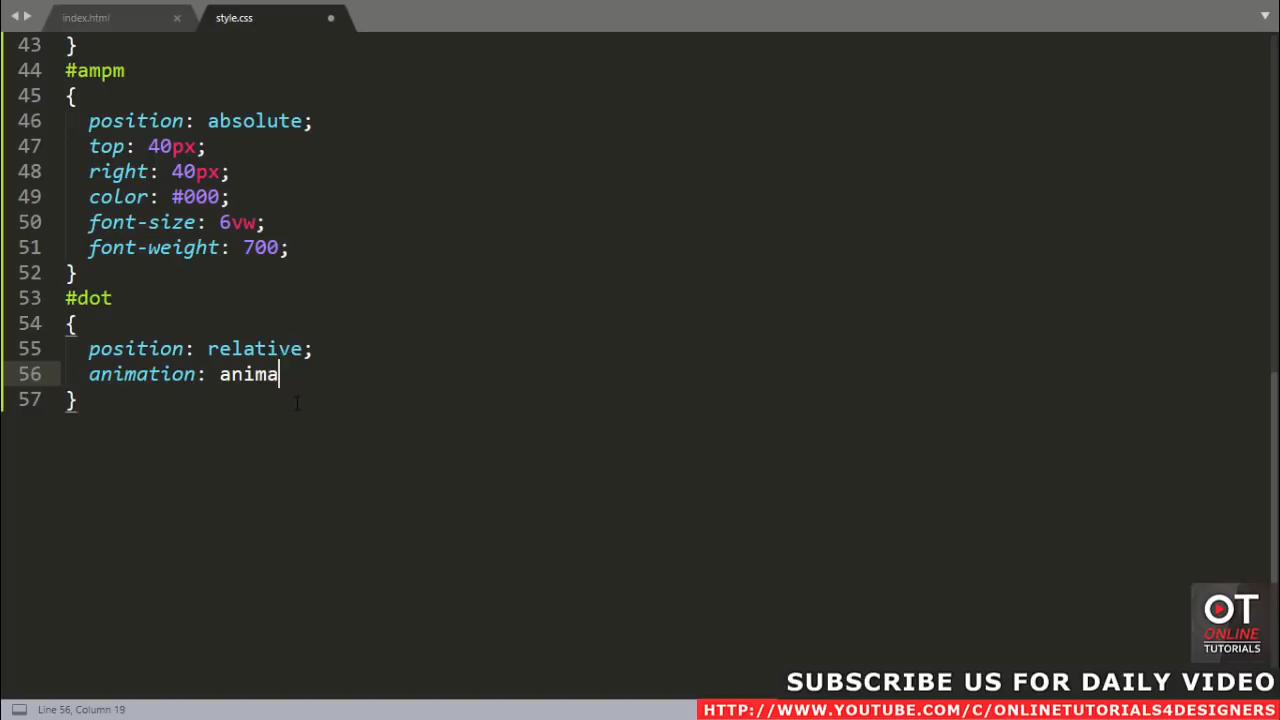 index.html
style.css
43 }
44 #ampm
45 {
46 position: absolute;
47 top: 40px;
48 right: 40px;
49 color: #000;
50 font-size: 6vw;
51 font-weight: 700;
52 }
53 #dot
54 {
55 position: relative;
56 animation: anima
57 }
OT
ONLINE
TUTORIALS
SUBSCRIBE US FOR DAILY VIDEO
HTTP://WWW.YOUTUBE.COM/C/ONLINETUTORIALS4DESIGNERS
Line 56, Column 19